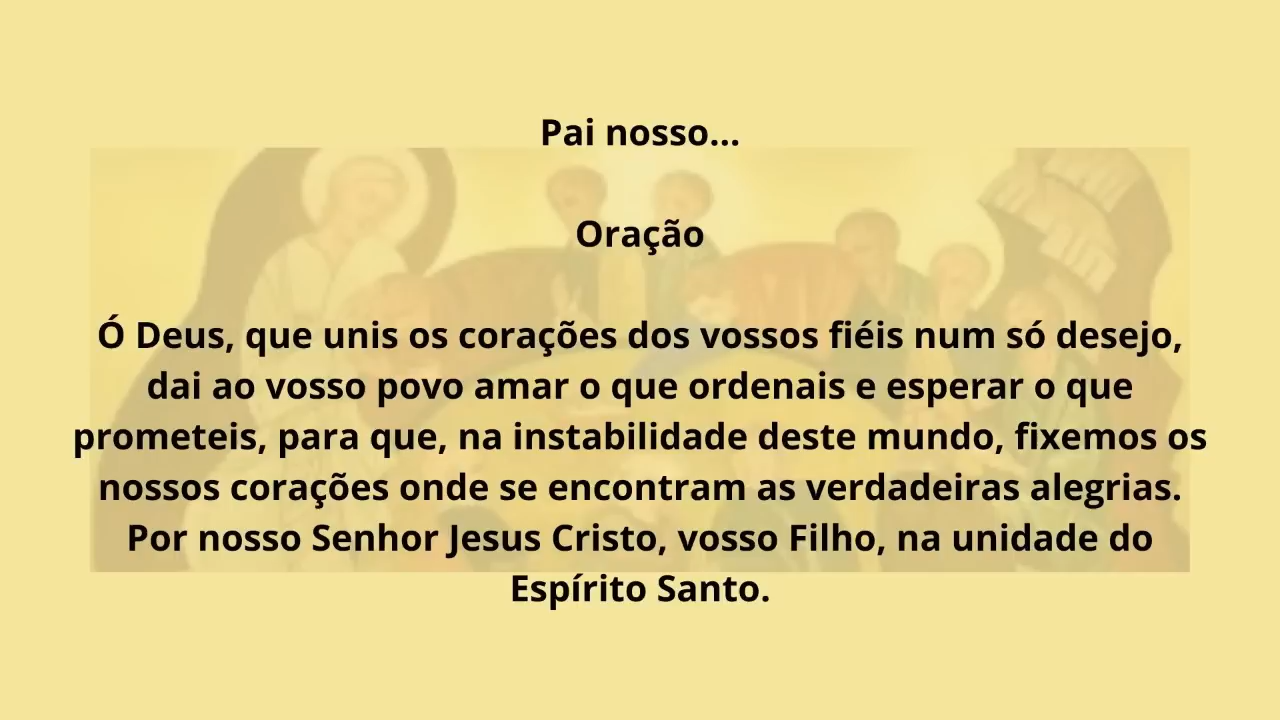 Pai nosso...
Oração
Ó Deus, que unis os corações dos vossos fiéis num só desejo,
dai ao vosso povo amar o que ordenais e esperar o que
prometeis, para que, na instabilidade deste mundo, fixemos os
nossos corações onde se encontram as verdadeiras alegrias.
Por nosso Senhor Jesus Cristo, vosso Filho, na unidade do
Espírito Santo.